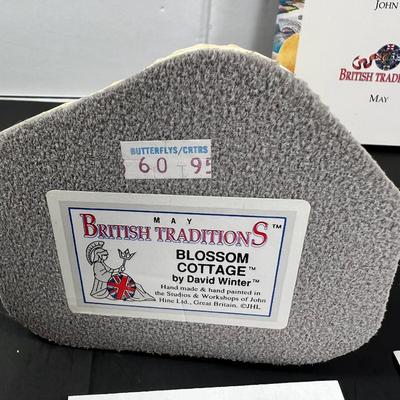 JOHN
BRITISH TRADIT
MAY
BUTTERFLYS/CRTRS
60 95
MAY
BRITISH TRADITIONS™
BLOSSOM
COTTAGE™
by David Winter™
Hand made & hand painted in
the Studios & Workshops of John
Hine Ltd., Great Britain. ©JHL